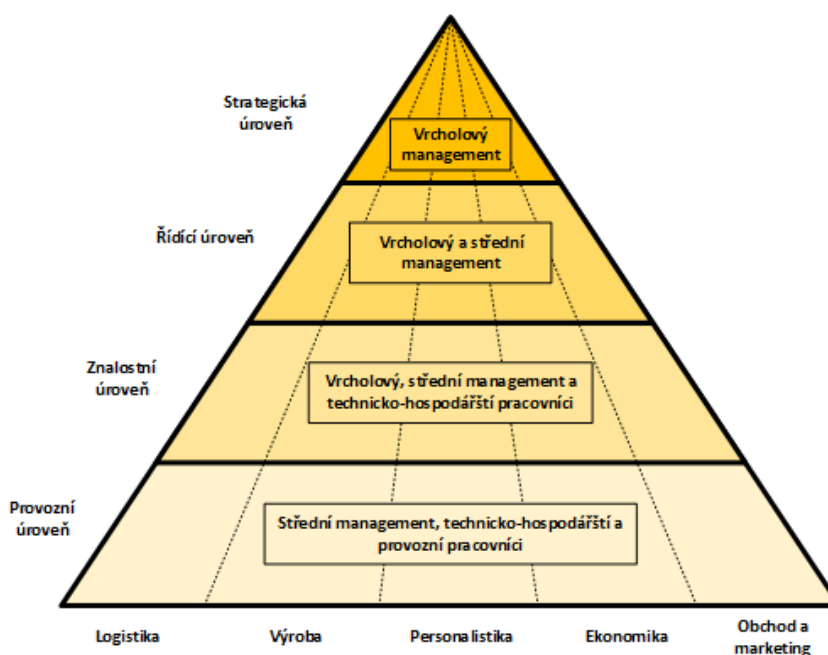 Strategická
úroveň
Vrcholový
management
Řídící úroveň
Vrcholový a střední
management
Znalostní
úroveň
Vrcholový, střední management a
technicko-hospodářští pracovníci
Provozní
úroveň
Střední management, technicko-hospodářští a
provozní pracovníci
Logistika
Výroba
Personalistika
Ekonomika
Obchod a
marketing